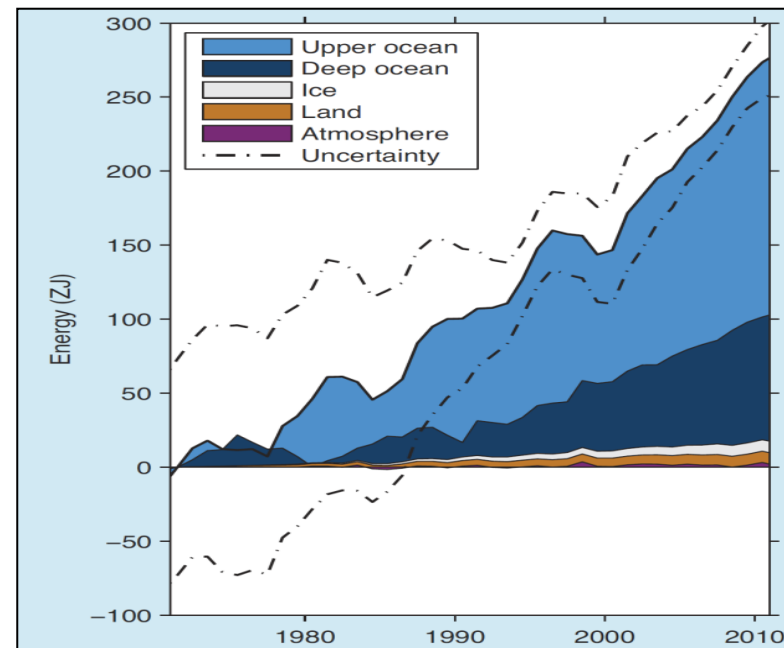 300
250
200
150
100
50
0
−50
−100
Energy (ZJ)
Upper ocean
Deep ocean
Ice
Land
Atmosphere
Uncertainty
1980
1990
2000
2010